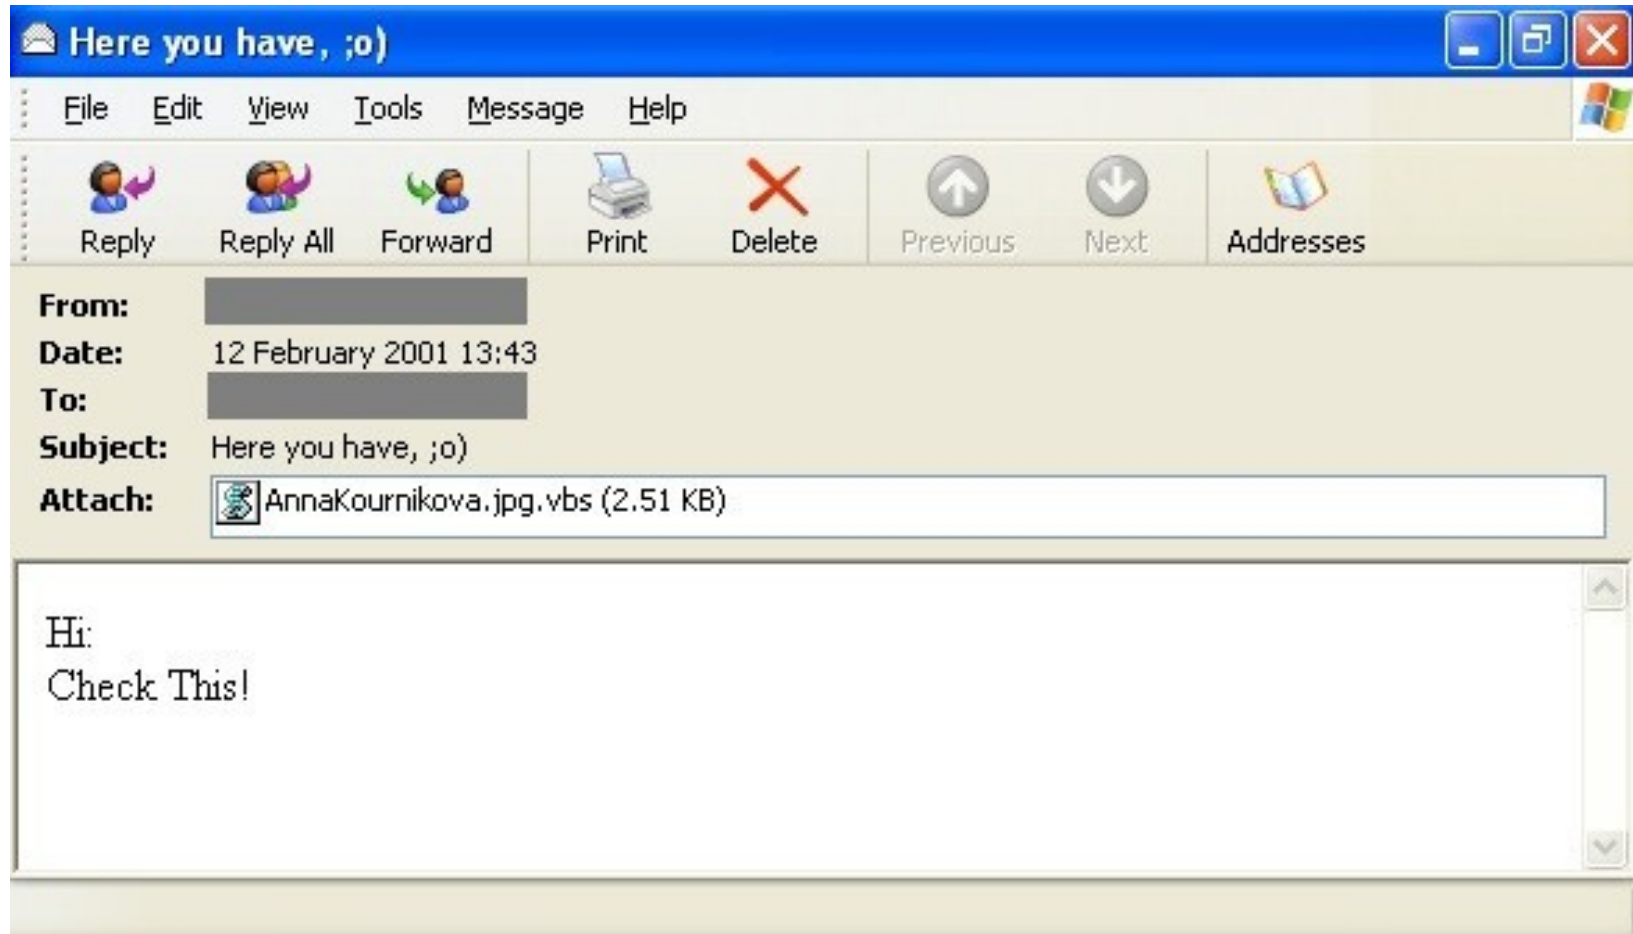 Here you have, ;o)
File Edit View Tools Message Help
Reply Reply All Forward Print Delete Previous Next Addresses
From:
Date: 12 February 2001 13:43
To:
Subject: Here you have, ;o)
Attach: AnnaKournikova.jpg.vbs (2.51 KB)
Hi:
Check This!